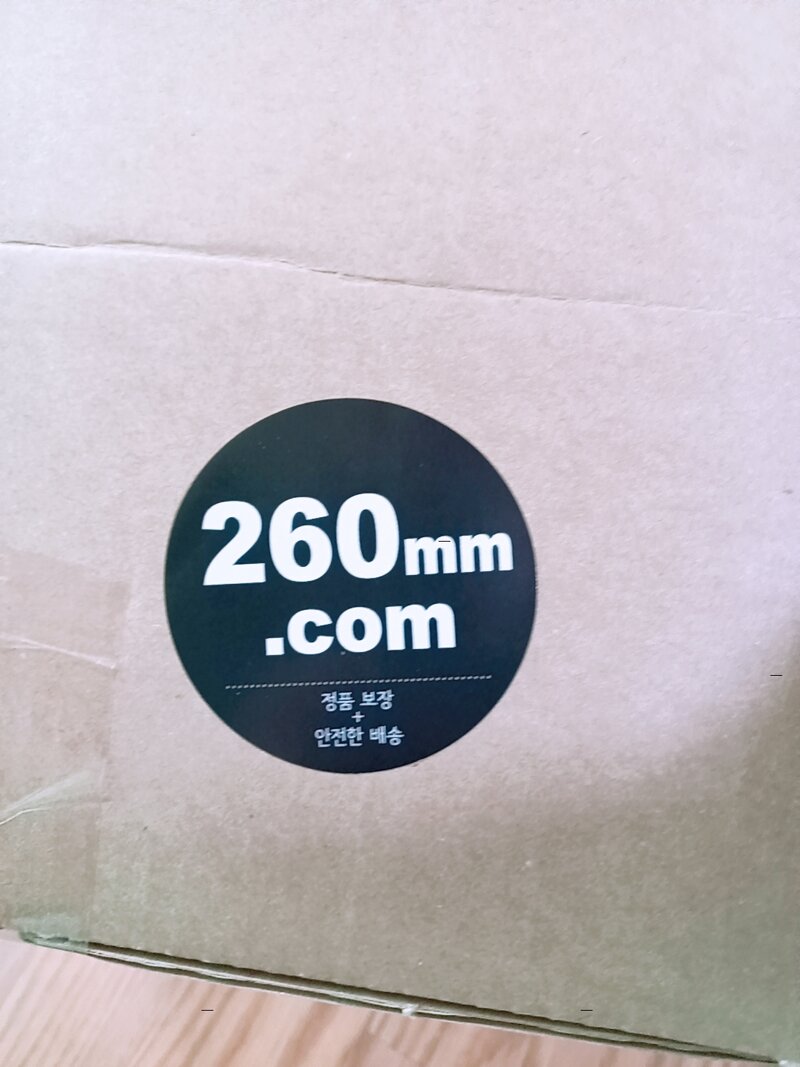 260mm
.com
정품 보장
+
안전한 배송